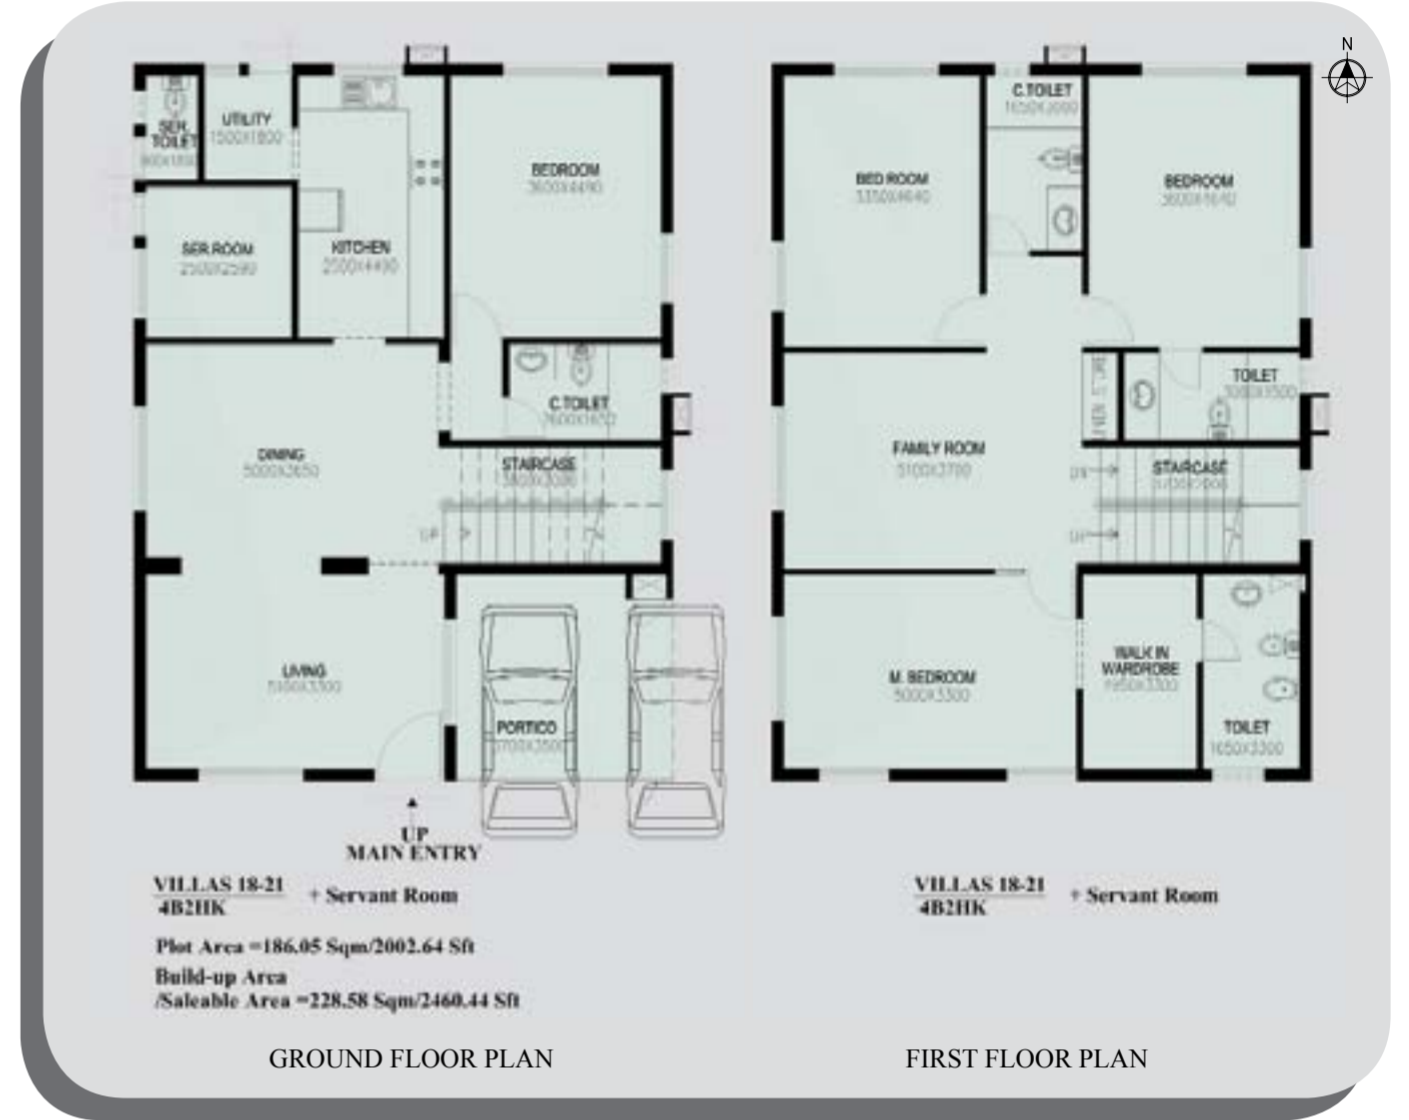 N
SER.
TOILET
UTILITY
1500X1800
BEDROOM
3600X4490
SER.ROOM
2500X2590
KITCHEN
2500X4490
C.TOILET
DINING
5000X3650
STAIRCASE
UP
LIVING
PORTICO
UP
MAIN ENTRY
C.TOILET
BED ROOM
BEDROOM
TOILET
FAMILY ROOM
5100X3700
DN
STAIRCASE
UP
M. BEDROOM
5000X3300
WALK IN
WARDROBE
TOILET
1650X3300
VILLAS 18-21
4B2HK
+ Servant Room
Plot Area =186.05 Sqm/2002.64 Sft
Build-up Area
/Saleable Area =228.58 Sqm/2460.44 Sft
VILLAS 18-21
4B2HK
+ Servant Room
GROUND FLOOR PLAN
FIRST FLOOR PLAN